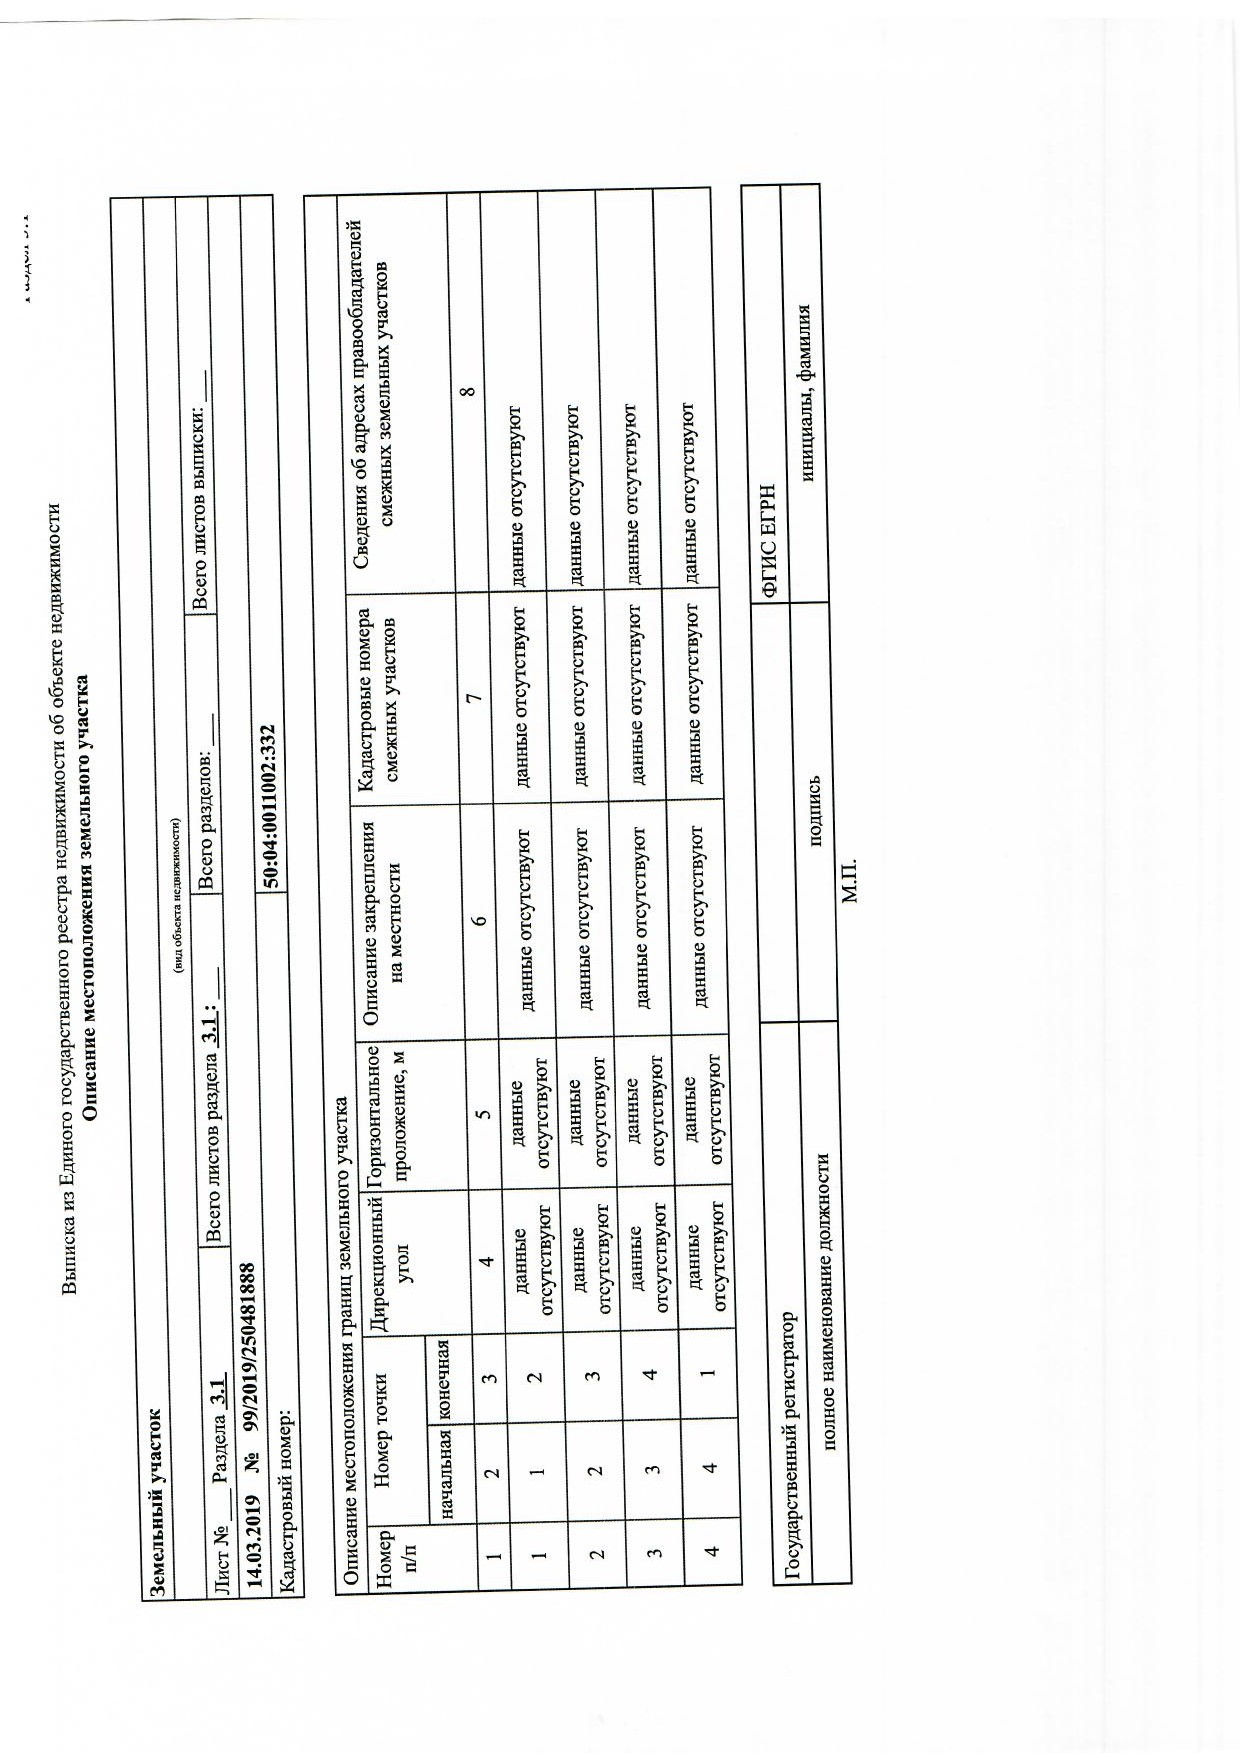 Выписка из Единого государственного реестра недвижимости об объекте недвижимости
Описание местоположения земельного участка
Земельный участок
(вид объекта недвижимости)
Лист № ___ Раздела 3.1 Всего листов раздела 3.1: ___ Всего разделов: ___ Всего листов выписки: ___
14.03.2019 № 99/2019/250481888
Кадастровый номер: 50:04:0011002:332
Описание местоположения границ земельного участка
Номер п/п Номер точки Дирекционный угол Горизонтальное проложение, м Описание закрепления на местности Кадастровые номера смежных участков Сведения об адресах правообладателей смежных земельных участков
начальная конечная
1 2 3 4 5 6 7 8
1 1 2 данные отсутствуют данные отсутствуют данные отсутствуют данные отсутствуют данные отсутствуют
2 2 3 данные отсутствуют данные отсутствуют данные отсутствуют данные отсутствуют данные отсутствуют
3 3 4 данные отсутствуют данные отсутствуют данные отсутствуют данные отсутствуют данные отсутствуют
4 4 1 данные отсутствуют данные отсутствуют данные отсутствуют данные отсутствуют данные отсутствуют
Государственный регистратор ФГИС ЕГРН
полное наименование должности подпись инициалы, фамилия
М.П.